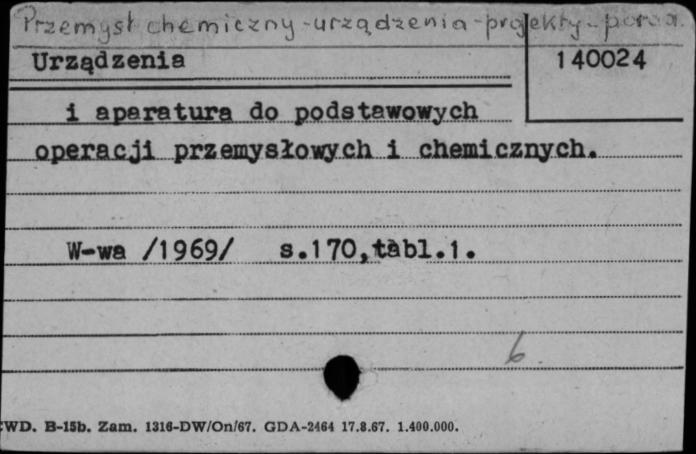 Przemysł chemiczny - urządzenia - projekty -
Urządzenia 140024
i aparatura do podstawowych
operacji przemysłowych i chemicznych.
W-wa /1969/ s.170,tabl.1.
6
WD. B-15b. Zam. 1316-DW/On/67. GDA-2464 17.8.67. 1.400.000.